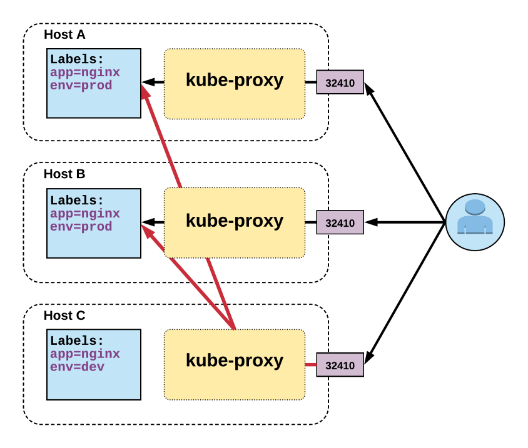 Host A
Labels:
app=nginx
env=prod
kube-proxy
32410
Host B
Labels:
app=nginx
env=prod
kube-proxy
32410
Host C
Labels:
app=nginx
env=dev
kube-proxy
32410